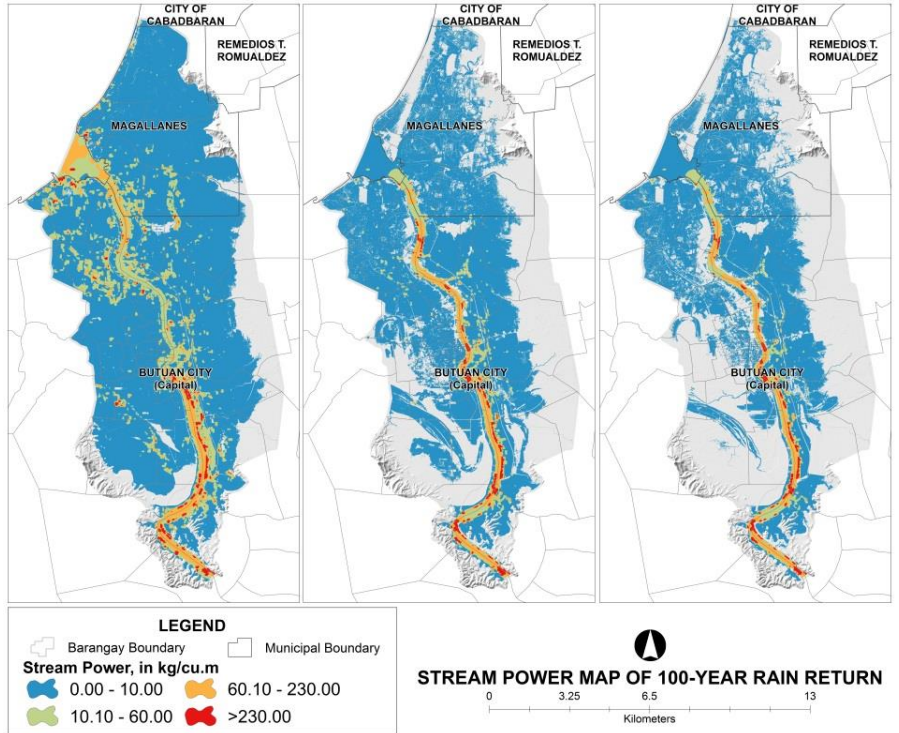 CITY OF
CABADBARAN
REMEDIOS T.
ROMUALDEZ
MAGALLANES
BUTUAN CITY
(Capital)
CITY OF
CABADBARAN
REMEDIOS T.
ROMUALDEZ
MAGALLANES
BUTUAN CITY
(Capital)
CITY OF
CABADBARAN
REMEDIOS T.
ROMUALDEZ
MAGALLANES
BUTUAN CITY
(Capital)
LEGEND
Barangay Boundary
Municipal Boundary
Stream Power, in kg/cu.m
0.00 - 10.00
60.10 - 230.00
10.10 - 60.00
>230.00
STREAM POWER MAP OF 100-YEAR RAIN RETURN
0 3.25 6.5 13
Kilometers